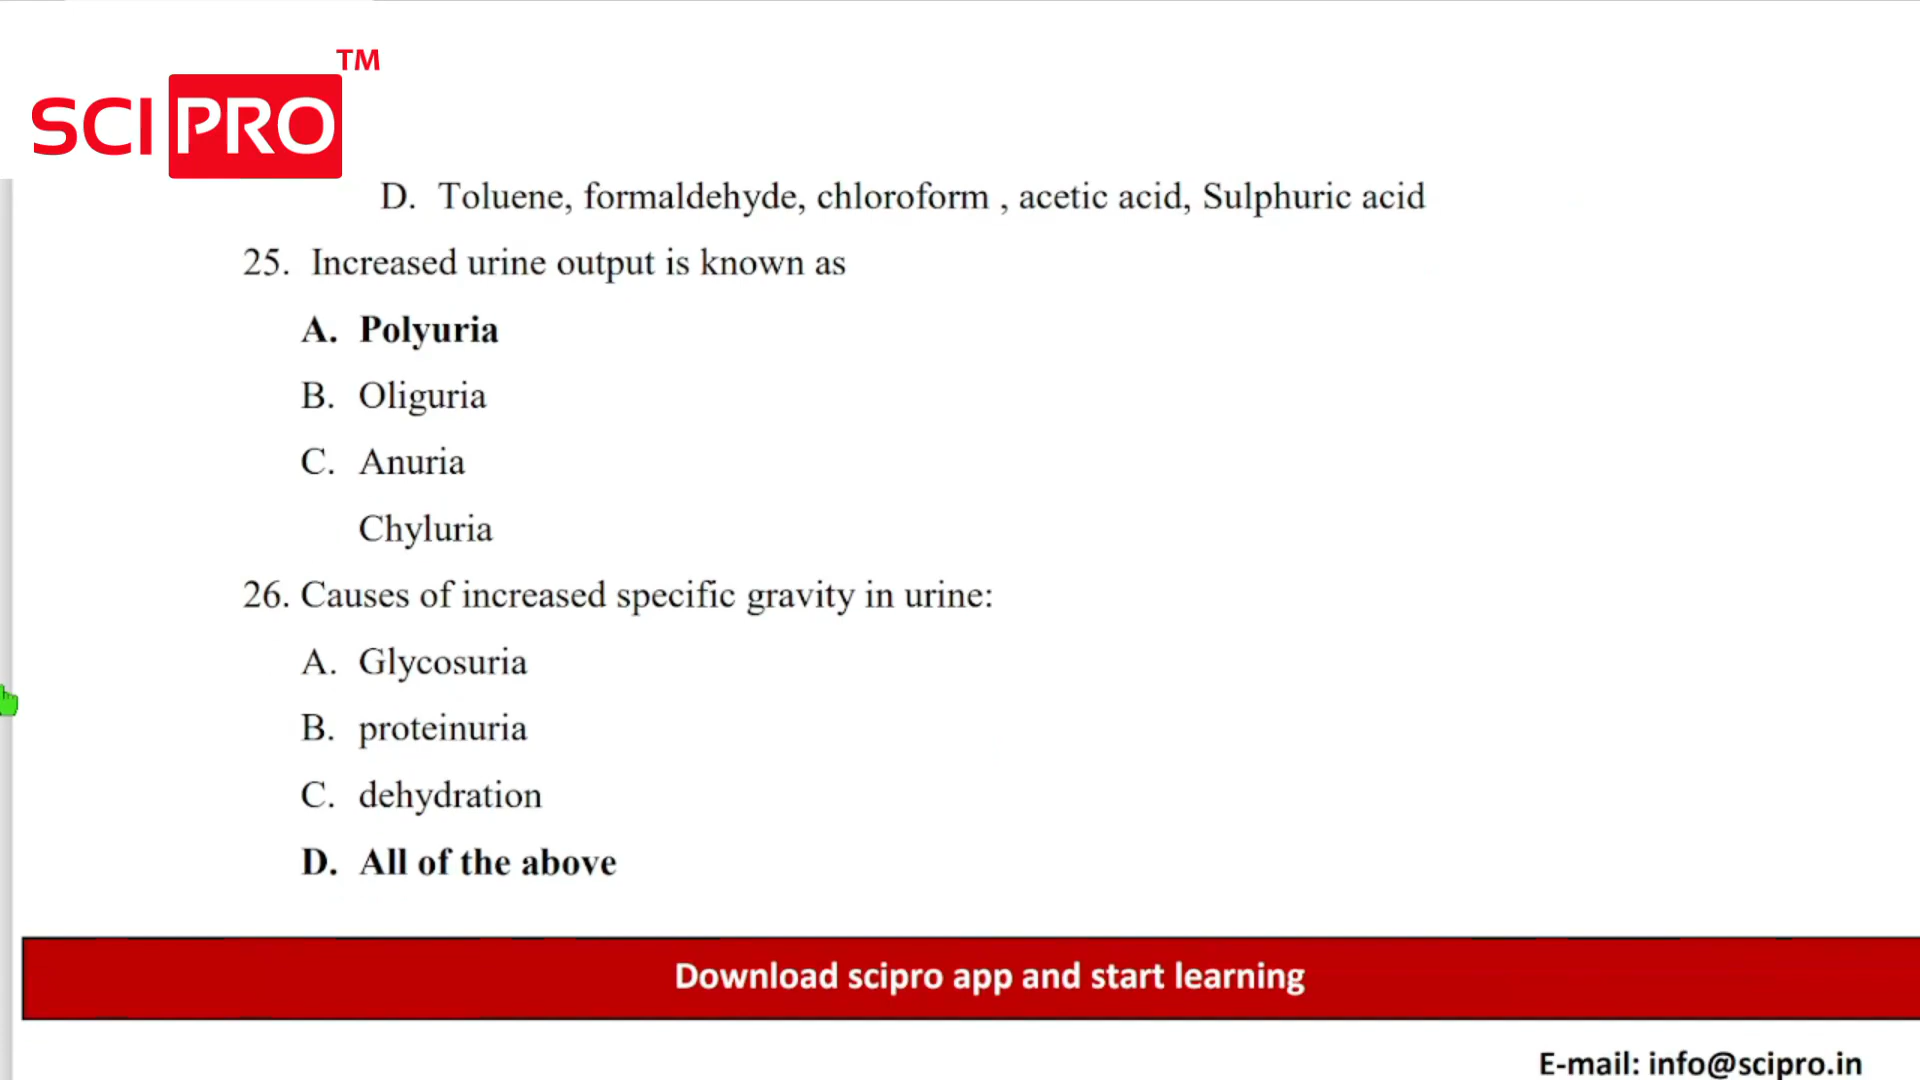 TM
SCIPRO
D. Toluene, formaldehyde, chloroform , acetic acid, Sulphuric acid
25. Increased urine output is known as
A. Polyuria
B. Oliguria
C. Anuria
Chyluria
26. Causes of increased specific gravity in urine:
A. Glycosuria
B. proteinuria
C. dehydration
D. All of the above
Download scipro app and start learning
E-mail: info@scipro.in